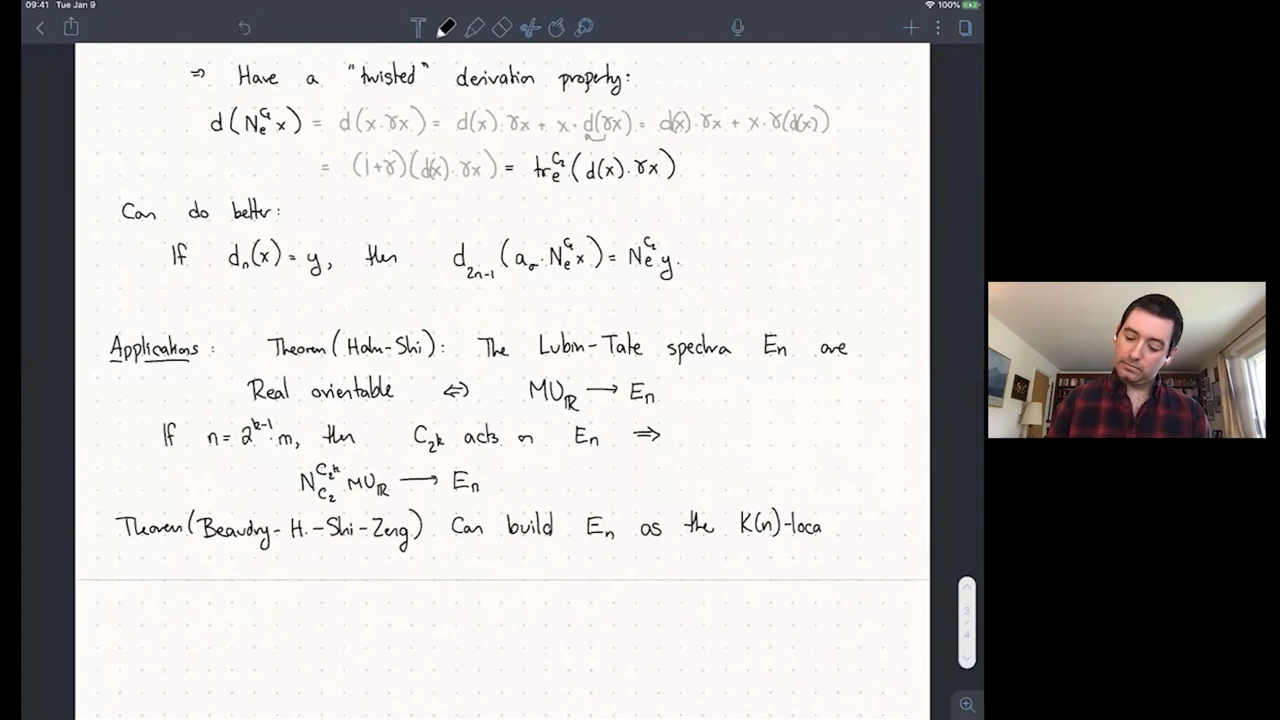 09:41 Tue Jan 9
100%
T
⇒ Have a "twisted" derivation property:
d(N_e^{C_2} x) = d(x·γx) = d(x)·γx + x·d(γx) = d(x)·γx + x·γ(d(x))
= (1+γ)(d(x)·γx) = tr_e^{C_2}(d(x)·γx)
Can do better:
If d_n(x) = y, then d_{2n-1}(a_σ·N_e^{C_2} x) = N_e^{C_2} y.
Applications: Theorem (Hahn-Shi): The Lubin-Tate spectra E_n are
Real orientable ⇔ MU_ℝ → E_n
If n = 2^{k-1}·m, then C_{2^k} acts on E_n ⇒
N_{C_2}^{C_{2^k}} MU_ℝ → E_n
Theorem (Beaudry-H.-Shi-Zeng) Can build E_n as the K(n)-loca
3
/
4